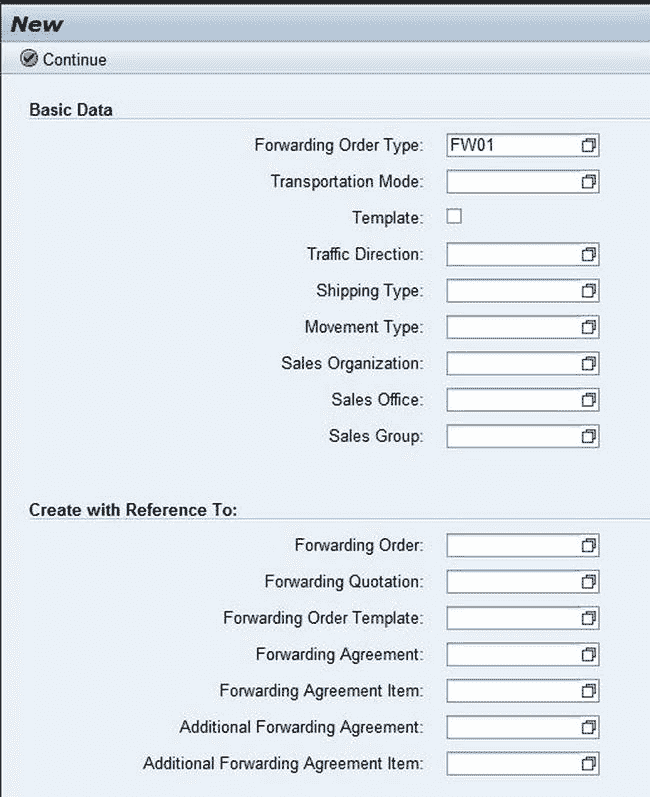 New
Continue
Basic Data
Forwarding Order Type: FW01
Transportation Mode:
Template:
Traffic Direction:
Shipping Type:
Movement Type:
Sales Organization:
Sales Office:
Sales Group:
Create with Reference To:
Forwarding Order:
Forwarding Quotation:
Forwarding Order Template:
Forwarding Agreement:
Forwarding Agreement Item:
Additional Forwarding Agreement:
Additional Forwarding Agreement Item: